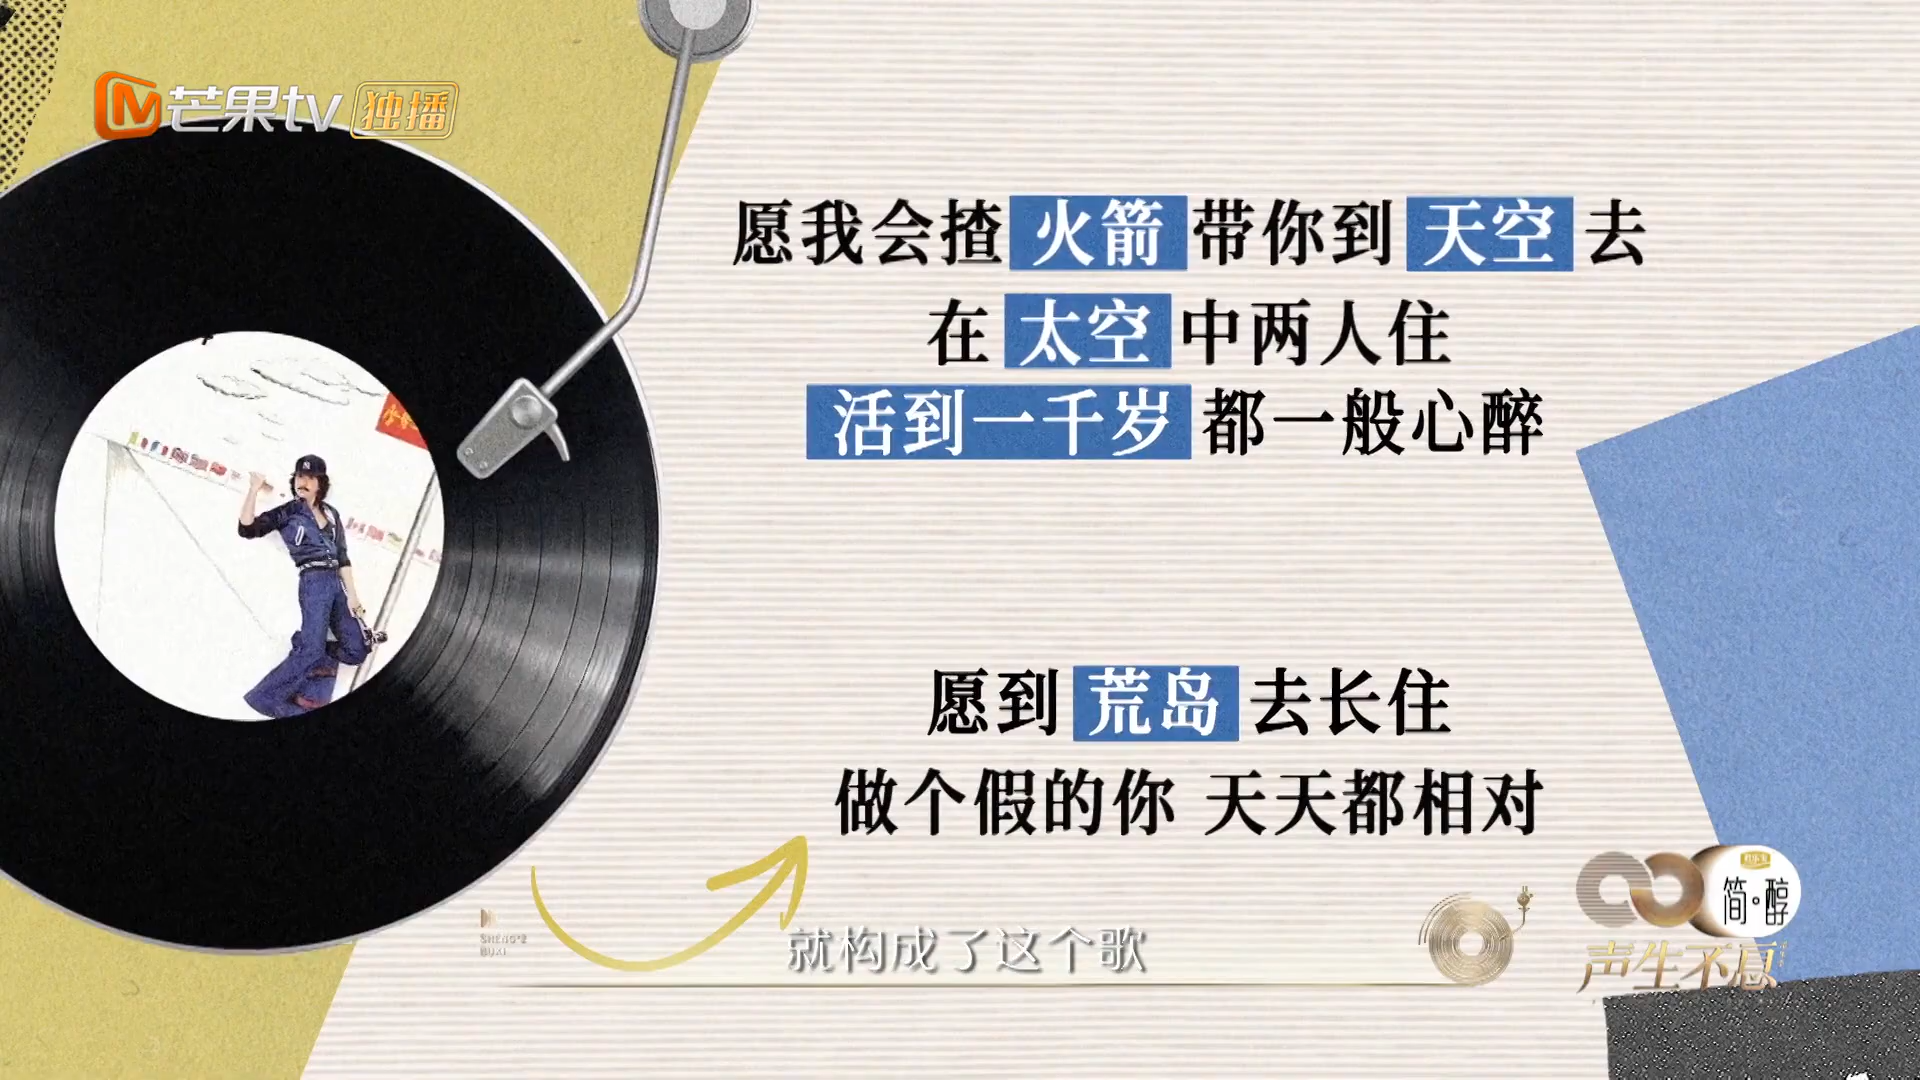 芒果tv 独播
愿我会揸火箭带你到天空去
在太空中两人住
活到一千岁都一般心醉
愿到荒岛去长住
做个假的你 天天都相对
就构成了这个歌
简醇
声生不息